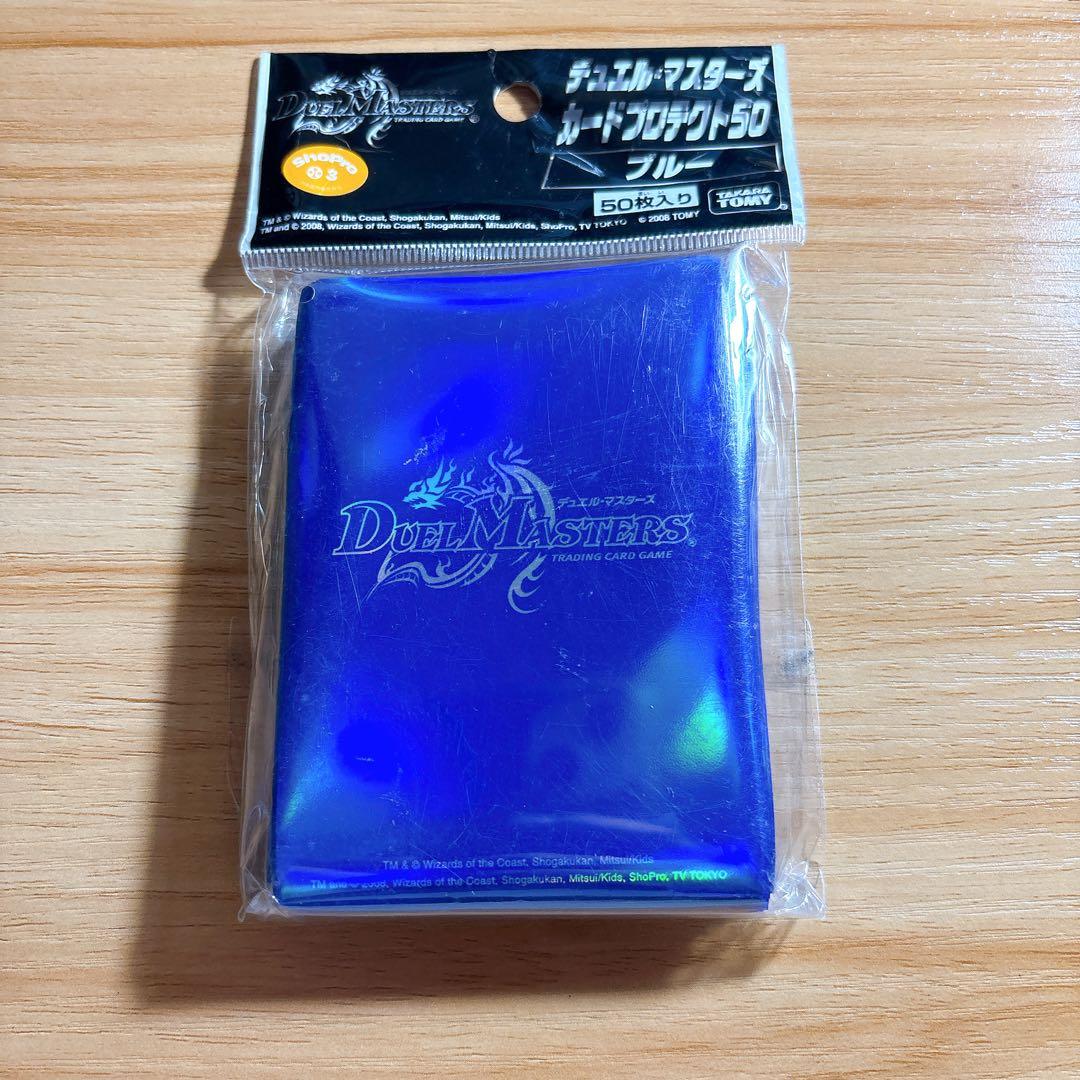 DUEL MASTERS®
TRADING CARD GAME
デュエル・マスターズ
カードプロテクト50
ブルー
50枚入り
TAKARA TOMY®
ShoPro
小 3
TM & © Wizards of the Coast, Shogakukan, Mitsui/Kids
TM and © 2008, Wizards of the Coast, Shogakukan, Mitsui/Kids, ShoPro, TV TOKYO © 2008 TOMY
デュエル・マスターズ
DUEL MASTERS®
TRADING CARD GAME
TM & © Wizards of the Coast, Shogakukan, Mitsui/Kids
TM and © 2008, Wizards of the Coast, Shogakukan, Mitsui/Kids, ShoPro, TV TOKYO